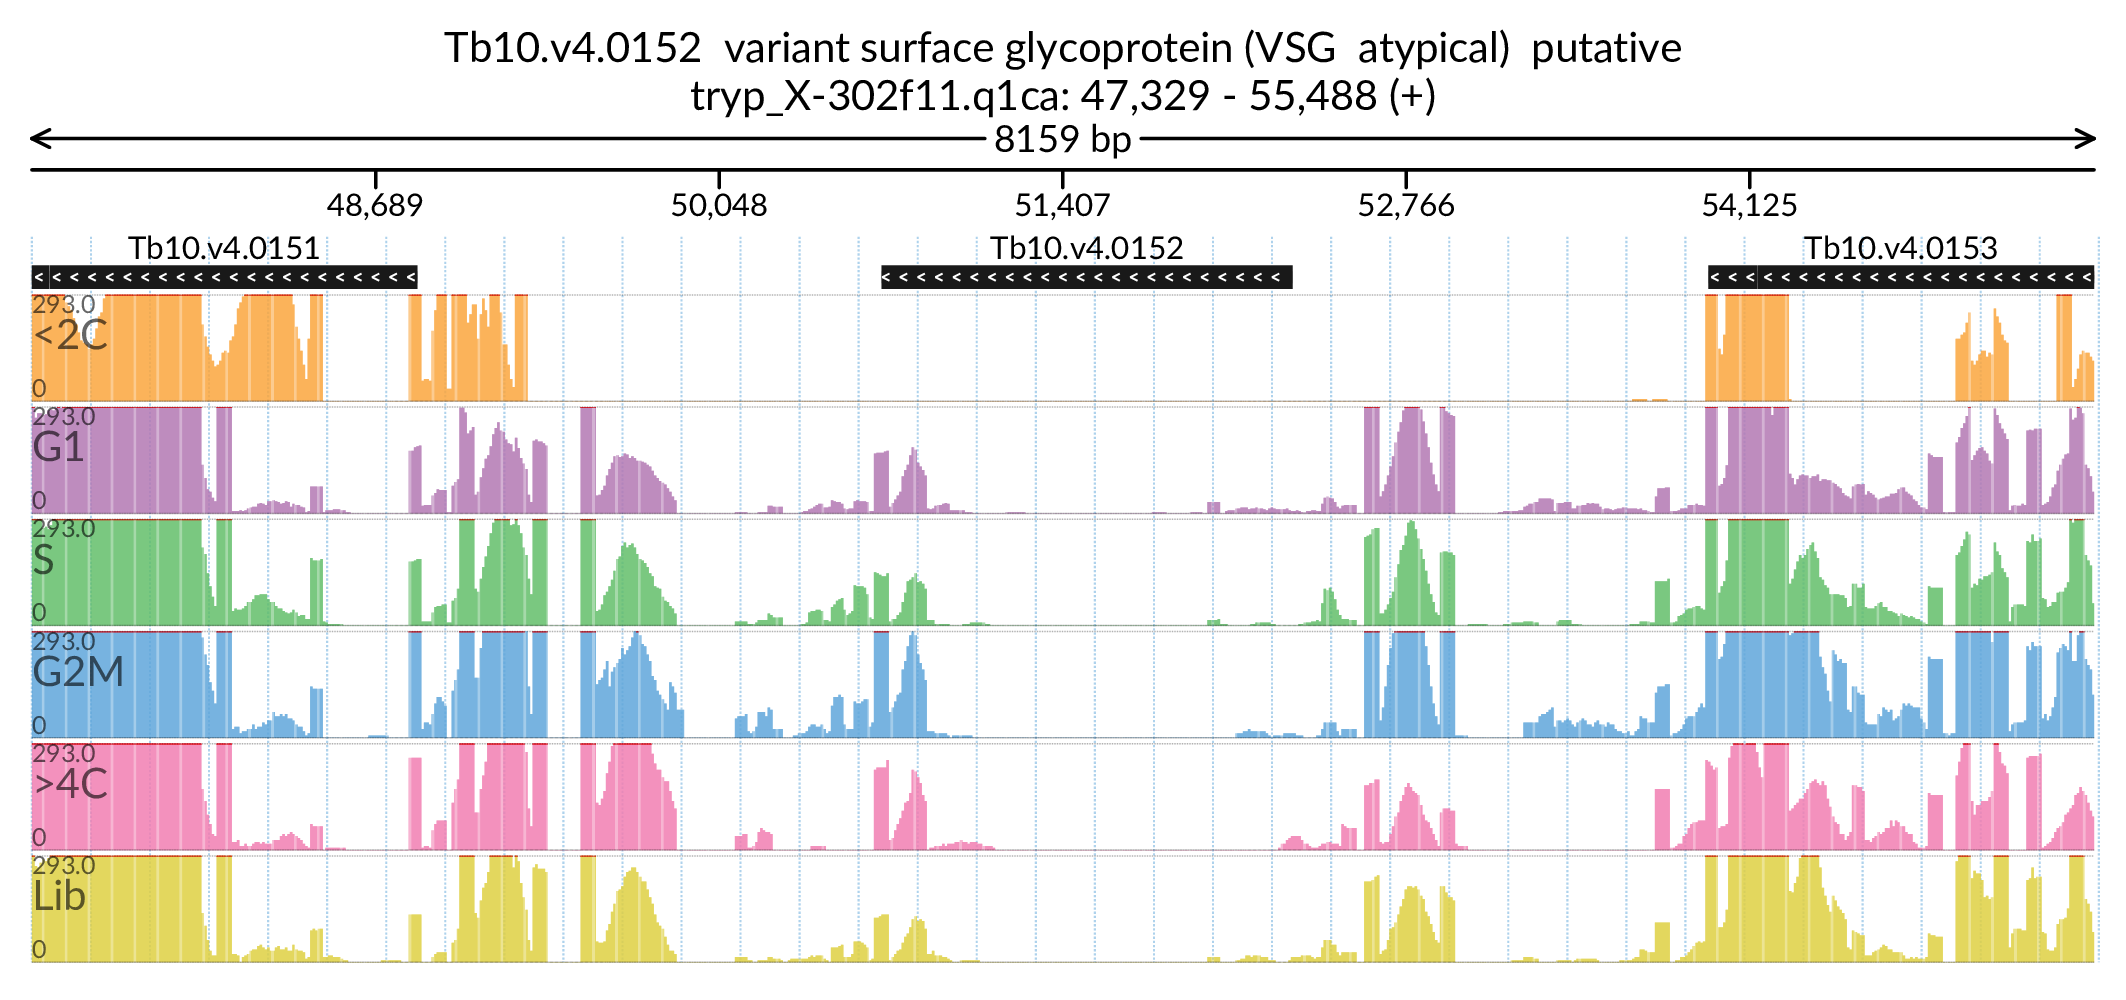 Tb10.v4.0152  variant surface glycoprotein (VSG  atypical)  putative
tryp_X-302f11.q1ca: 47,329 - 55,488 (+)
8159 bp
48,689 50,048 51,407 52,766 54,125
Tb10.v4.0151 Tb10.v4.0152 Tb10.v4.0153
293.0
<2C
0
293.0
G1
0
293.0
S
0
293.0
G2M
0
293.0
>4C
0
293.0
Lib
0